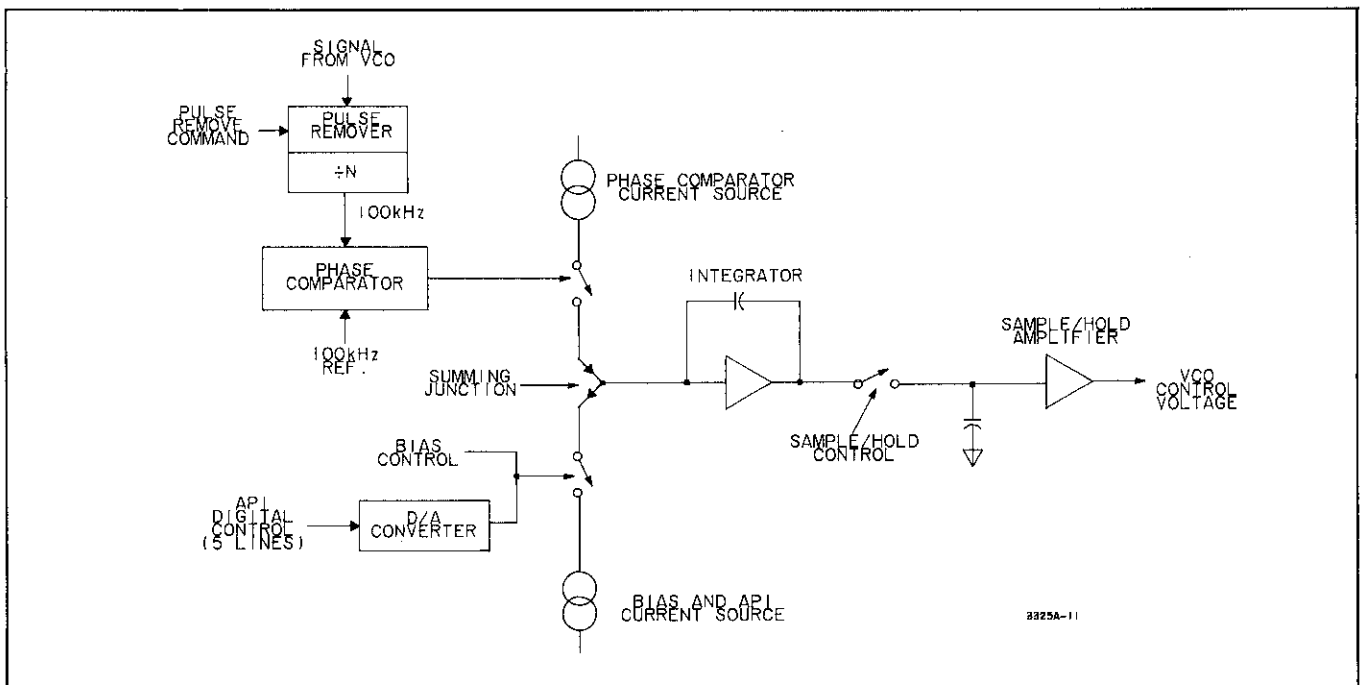 SIGNAL
FROM VCO
PULSE
REMOVE
COMMAND
PULSE
REMOVER
÷N
100kHz
PHASE
COMPARATOR
100kHz
REF.
PHASE COMPARATOR
CURRENT SOURCE
INTEGRATOR
SUMMING
JUNCTION
SAMPLE/HOLD
AMPLIFIER
VCO
CONTROL
VOLTAGE
SAMPLE/HOLD
CONTROL
BIAS
CONTROL
API
DIGITAL
CONTROL
(5 LINES)
D/A
CONVERTER
BIAS AND API
CURRENT SOURCE
3325A-11